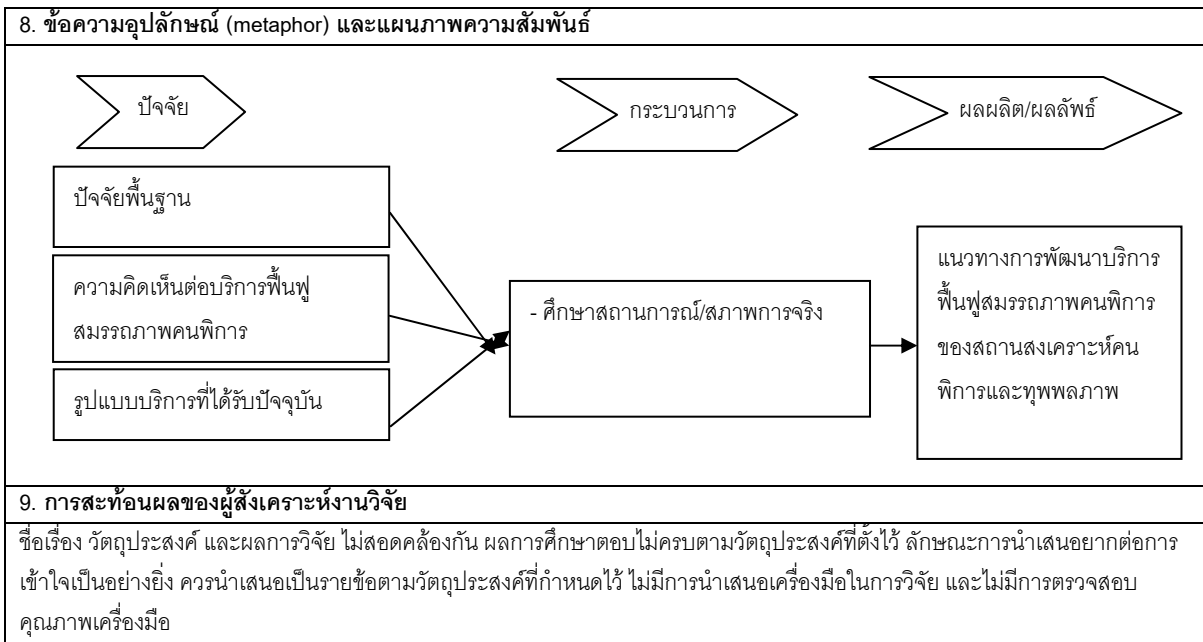 8. ข้อความอุปลักษณ์ (metaphor) และแผนภาพความสัมพันธ์
ปัจจัย
กระบวนการ
ผลผลิต/ผลลัพธ์
ปัจจัยพื้นฐาน
ความคิดเห็นต่อบริการฟื้นฟู
สมรรถภาพคนพิการ
รูปแบบบริการที่ได้รับปัจจุบัน
- ศึกษาสถานการณ์/สภาพการจริง
แนวทางการพัฒนาบริการ
ฟื้นฟูสมรรถภาพคนพิการ
ของสถานสงเคราะห์คน
พิการและทุพพลภาพ
9. การสะท้อนผลของผู้สังเคราะห์งานวิจัย
ชื่อเรื่อง วัตถุประสงค์ และผลการวิจัย ไม่สอดคล้องกัน ผลการศึกษาตอบไม่ครบตามวัตถุประสงค์ที่ตั้งไว้ ลักษณะการนำเสนอยากต่อการ
เข้าใจเป็นอย่างยิ่ง ควรนำเสนอเป็นรายข้อตามวัตถุประสงค์ที่กำหนดไว้ ไม่มีการนำเสนอเครื่องมือในการวิจัย และไม่มีการตรวจสอบ
คุณภาพเครื่องมือ